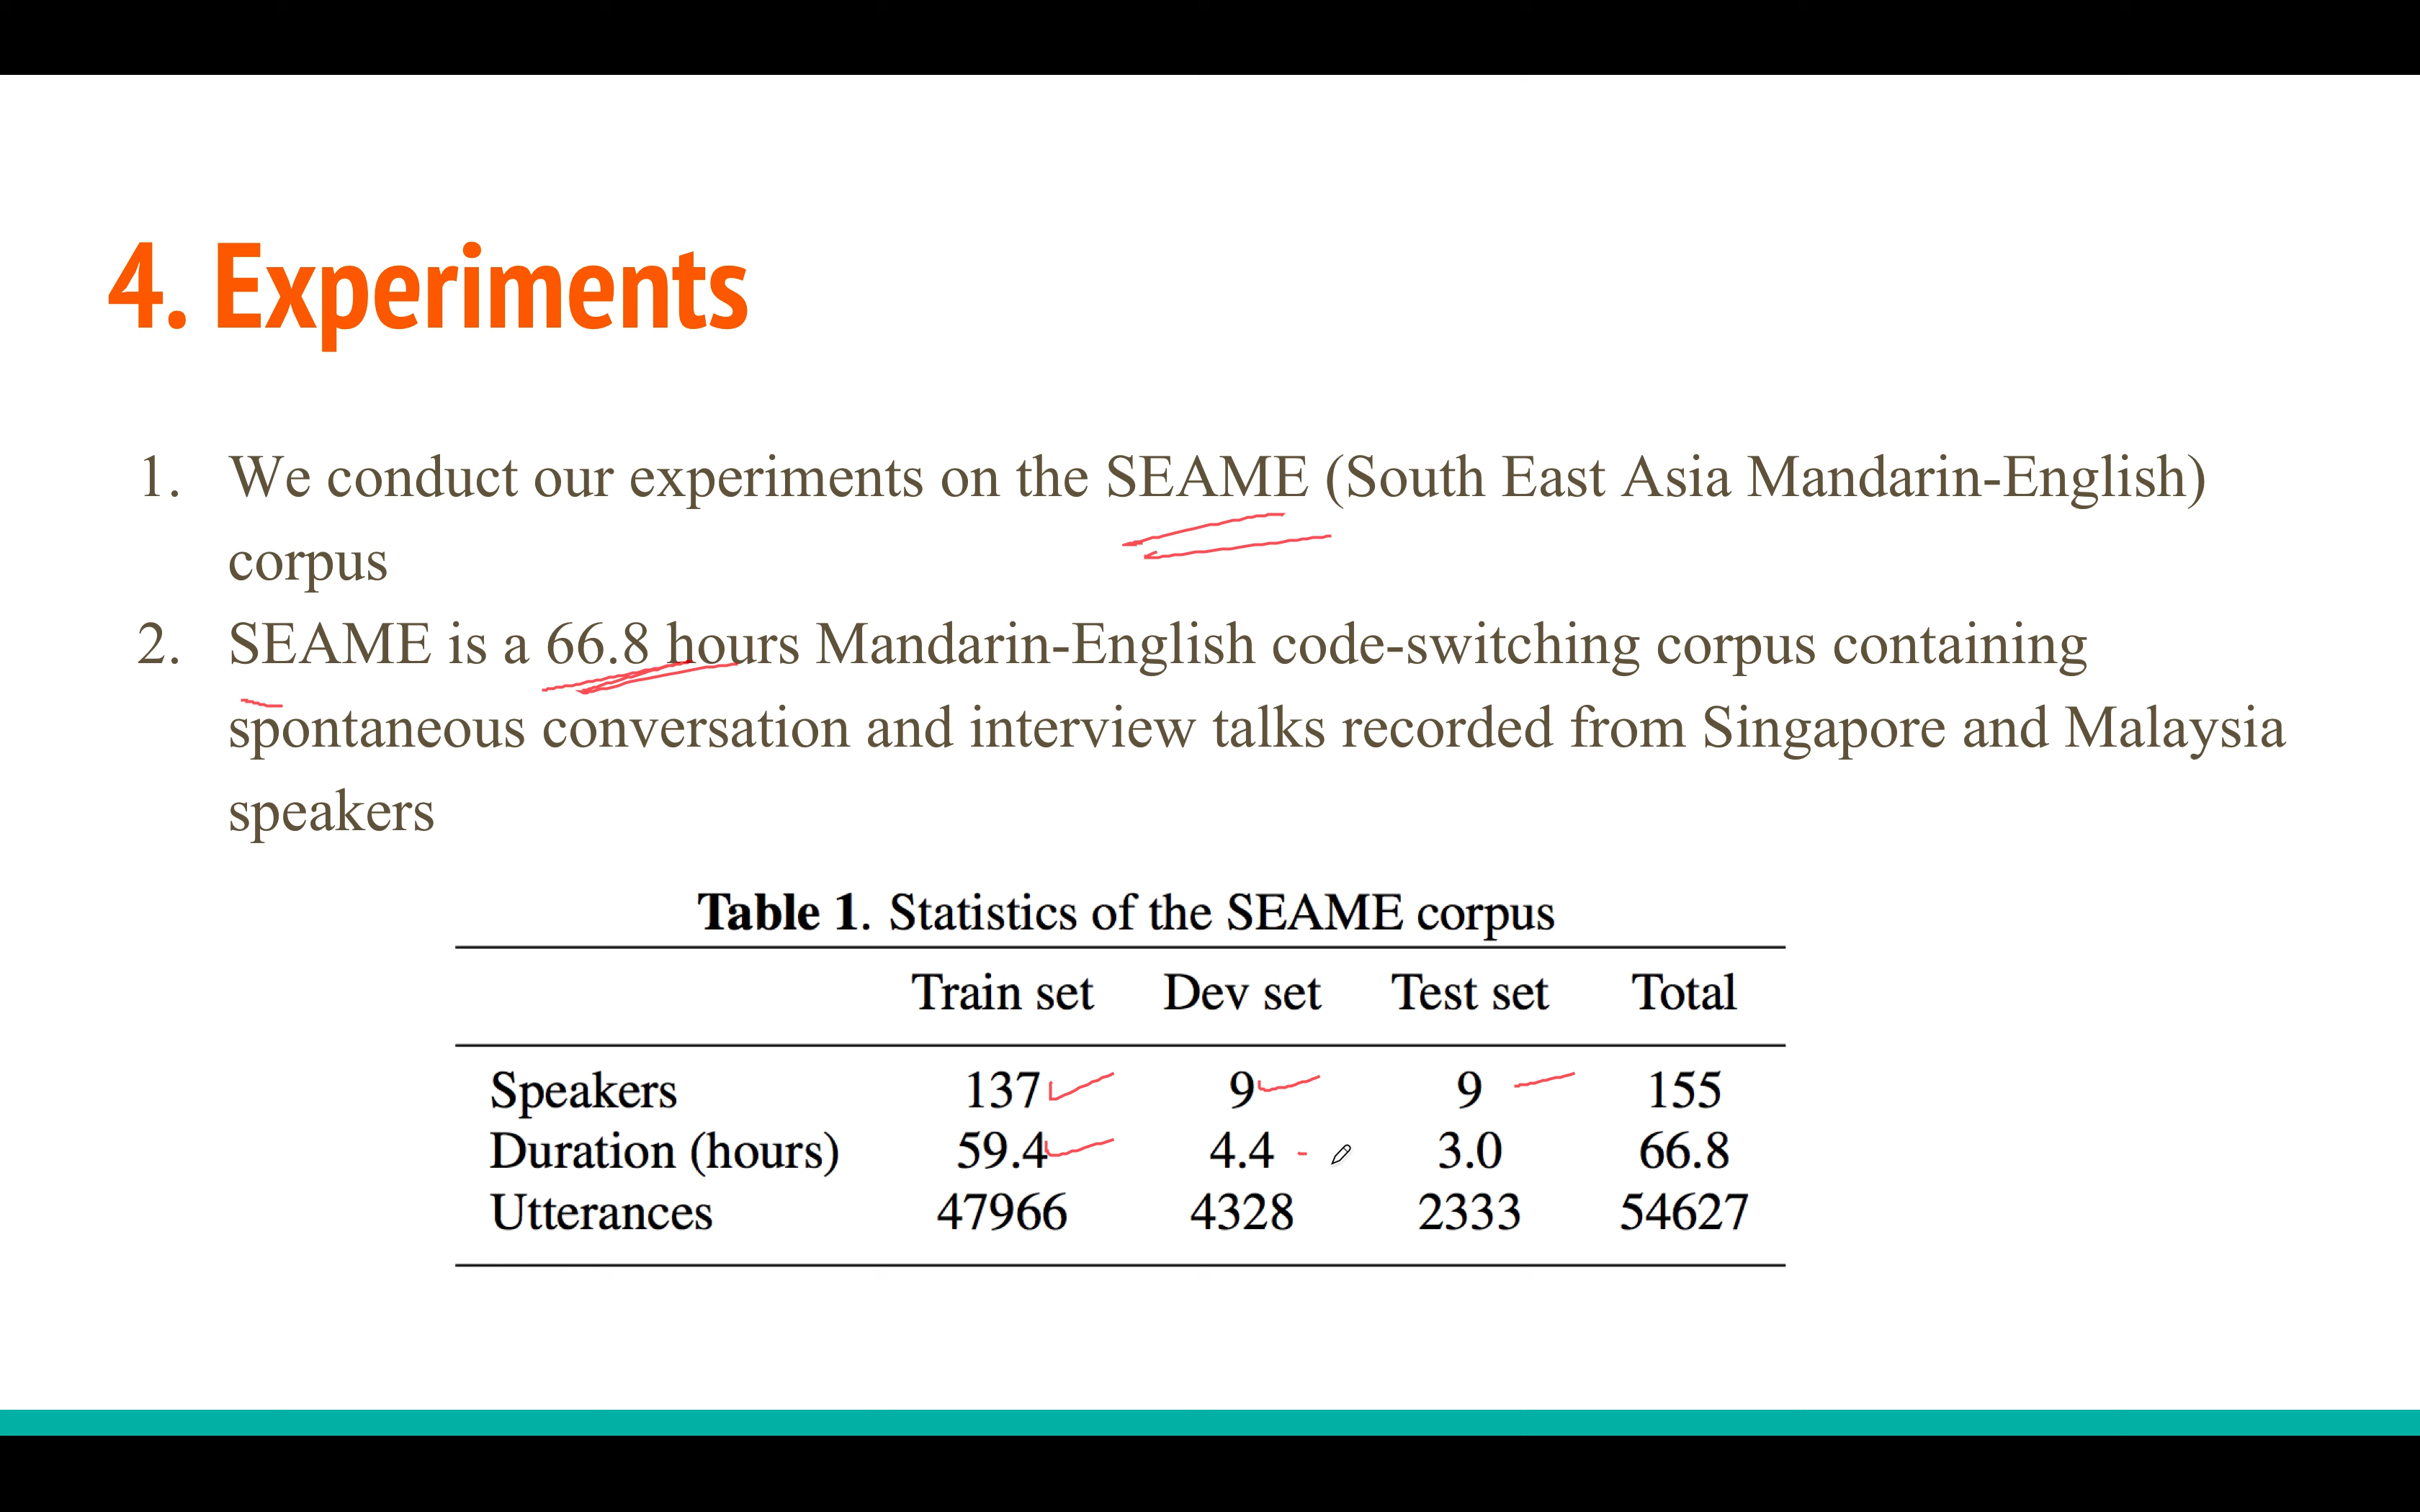 4. Experiments
1. We conduct our experiments on the SEAME (South East Asia Mandarin-English)
corpus
2. SEAME is a 66.8 hours Mandarin-English code-switching corpus containing
spontaneous conversation and interview talks recorded from Singapore and Malaysia
speakers
Table 1. Statistics of the SEAME corpus
Train set Dev set Test set Total
Speakers 137 9 9 155
Duration (hours) 59.4 4.4 3.0 66.8
Utterances 47966 4328 2333 54627